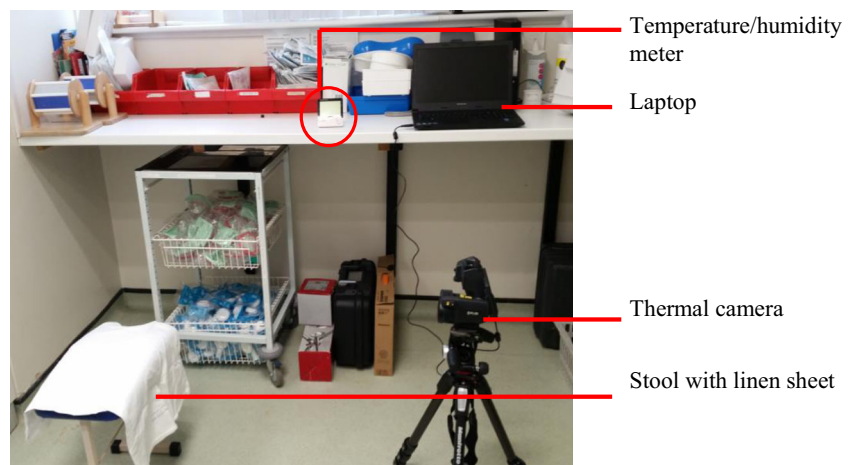 Temperature/humidity
meter
Laptop
Thermal camera
Stool with linen sheet